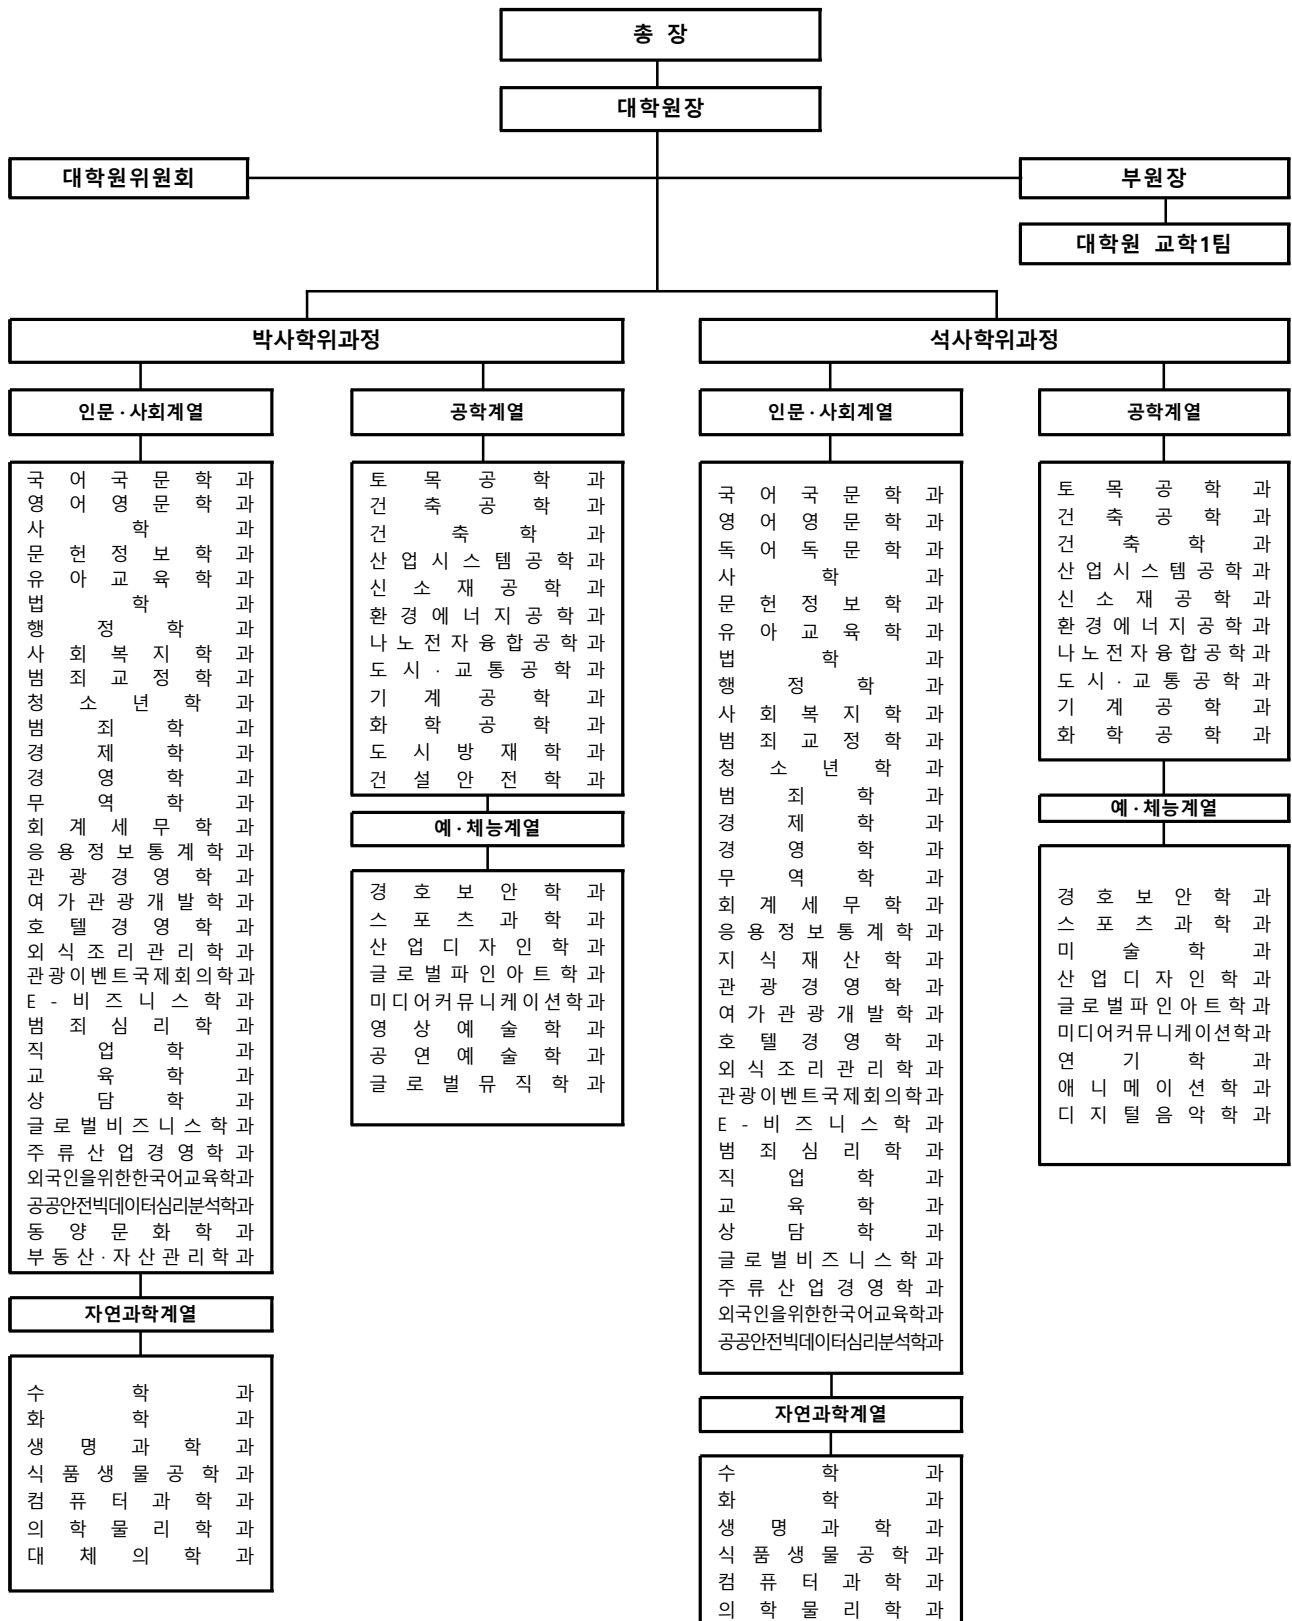 총 장
대학원장
대학원위원회
부원장
대학원 교학1팀
박사학위과정
인문·사회계열
국어국문학과
영어영문학과
사학과
문헌정보학과
유아교육학과
법학과
행정학과
사회복지학과
범죄교정학과
청소년학과
범죄학과
경제학과
경영학과
무역학과
회계세무학과
응용정보통계학과
관광경영학과
여가관광개발학과
호텔경영학과
외식조리관리학과
관광이벤트국제회의학과
E-비즈니스학과
범죄심리학과
직업학과
교육학과
상담학과
글로벌비즈니스학과
주류산업경영학과
외국인을위한한국어교육학과
공공안전빅데이터심리분석학과
동양문화학과
부동산·자산관리학과
자연과학계열
수학과
화학과
생명과학과
식품생물공학과
컴퓨터과학과
의학물리학과
대체의학과
공학계열
토목공학과
건축공학과
건축학과
산업시스템공학과
신소재공학과
환경에너지공학과
나노전자융합공학과
도시·교통공학과
기계공학과
화학공학과
도시방재학과
건설안전학과
예·체능계열
경호보안학과
스포츠과학과
산업디자인학과
글로벌파인아트학과
미디어커뮤니케이션학과
영상예술학과
공연예술학과
글로벌뮤직학과
석사학위과정
인문·사회계열
국어국문학과
영어영문학과
독어독문학과
사학과
문헌정보학과
유아교육학과
법학과
행정학과
사회복지학과
범죄교정학과
청소년학과
범죄학과
경제학과
경영학과
무역학과
회계세무학과
응용정보통계학과
지식재산학과
관광경영학과
여가관광개발학과
호텔경영학과
외식조리관리학과
관광이벤트국제회의학과
E-비즈니스학과
범죄심리학과
직업학과
교육학과
상담학과
글로벌비즈니스학과
주류산업경영학과
외국인을위한한국어교육학과
공공안전빅데이터심리분석학과
자연과학계열
수학과
화학과
생명과학과
식품생물공학과
컴퓨터과학과
의학물리학과
공학계열
토목공학과
건축공학과
건축학과
산업시스템공학과
신소재공학과
환경에너지공학과
나노전자융합공학과
도시·교통공학과
기계공학과
화학공학과
예·체능계열
경호보안학과
스포츠과학과
미술학과
산업디자인학과
글로벌파인아트학과
미디어커뮤니케이션학과
연기학과
애니메이션학과
디지털음악학과